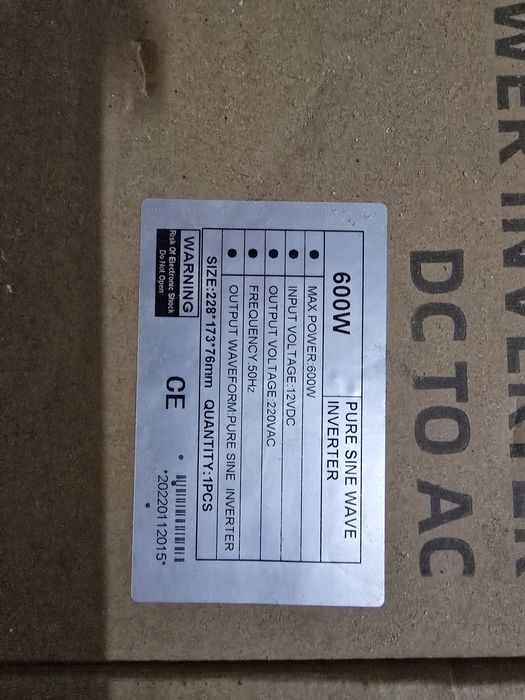 WER INVERTER
DC TO AC
600W
PURE SINE WAVE
INVERTER
● MAX POWER:600W
● INPUT VOLTAGE:12VDC
● OUTPUT VOLTAGE:220VAC
● FREQUENCY:50Hz
● OUTPUT WAVEFORM:PURE SINE INVERTER
SIZE:228*173*76mm QUANTITY:1PCS
WARNING
Risk Of Electronic Shock
Do Not Open
CE
*20220112015*